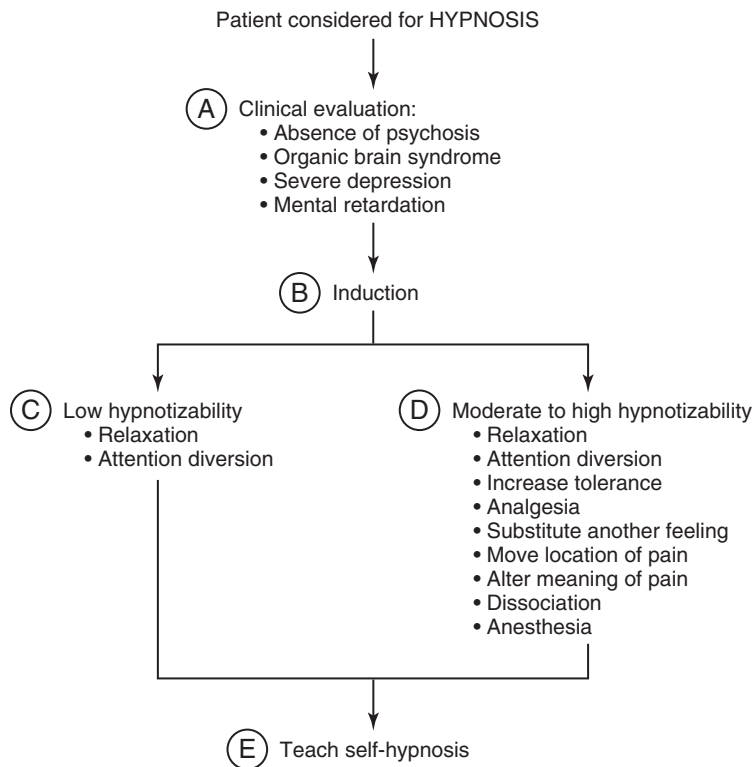 Patient considered for HYPNOSIS
A Clinical evaluation:
• Absence of psychosis
• Organic brain syndrome
• Severe depression
• Mental retardation
B Induction
C Low hypnotizability
• Relaxation
• Attention diversion
D Moderate to high hypnotizability
• Relaxation
• Attention diversion
• Increase tolerance
• Analgesia
• Substitute another feeling
• Move location of pain
• Alter meaning of pain
• Dissociation
• Anesthesia
E Teach self-hypnosis